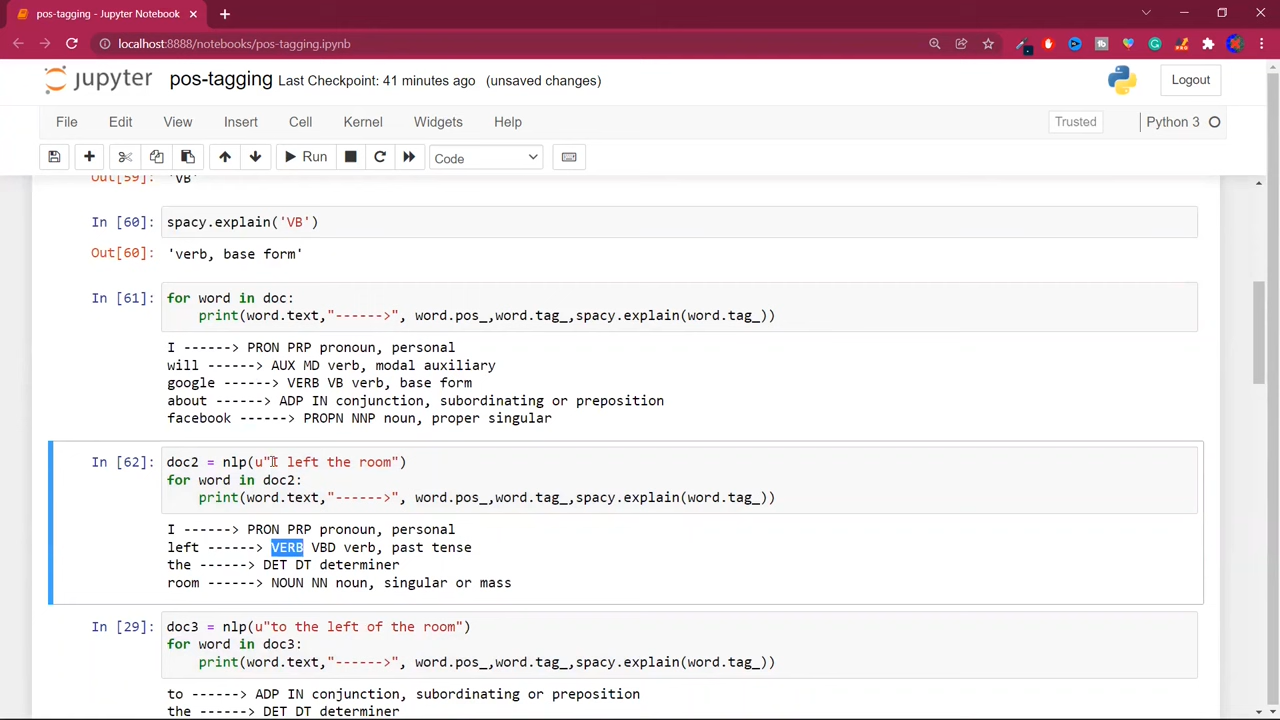 pos-tagging - Jupyter Notebook
localhost:8888/notebooks/pos-tagging.ipynb
jupyter pos-tagging Last Checkpoint: 41 minutes ago (unsaved changes) Logout
File Edit View Insert Cell Kernel Widgets Help Trusted Python 3
Run Code
Out[59]: 'VB'
In [60]: spacy.explain('VB')
Out[60]: 'verb, base form'
In [61]: for word in doc:
print(word.text,"------>", word.pos_,word.tag_,spacy.explain(word.tag_))
I ------> PRON PRP pronoun, personal
will ------> AUX MD verb, modal auxiliary
google ------> VERB VB verb, base form
about ------> ADP IN conjunction, subordinating or preposition
facebook ------> PROPN NNP noun, proper singular
In [62]: doc2 = nlp(u"I left the room")
for word in doc2:
print(word.text,"------>", word.pos_,word.tag_,spacy.explain(word.tag_))
I ------> PRON PRP pronoun, personal
left ------> VERB VBD verb, past tense
the ------> DET DT determiner
room ------> NOUN NN noun, singular or mass
In [29]: doc3 = nlp(u"to the left of the room")
for word in doc3:
print(word.text,"------>", word.pos_,word.tag_,spacy.explain(word.tag_))
to ------> ADP IN conjunction, subordinating or preposition
the ------> DET DT determiner